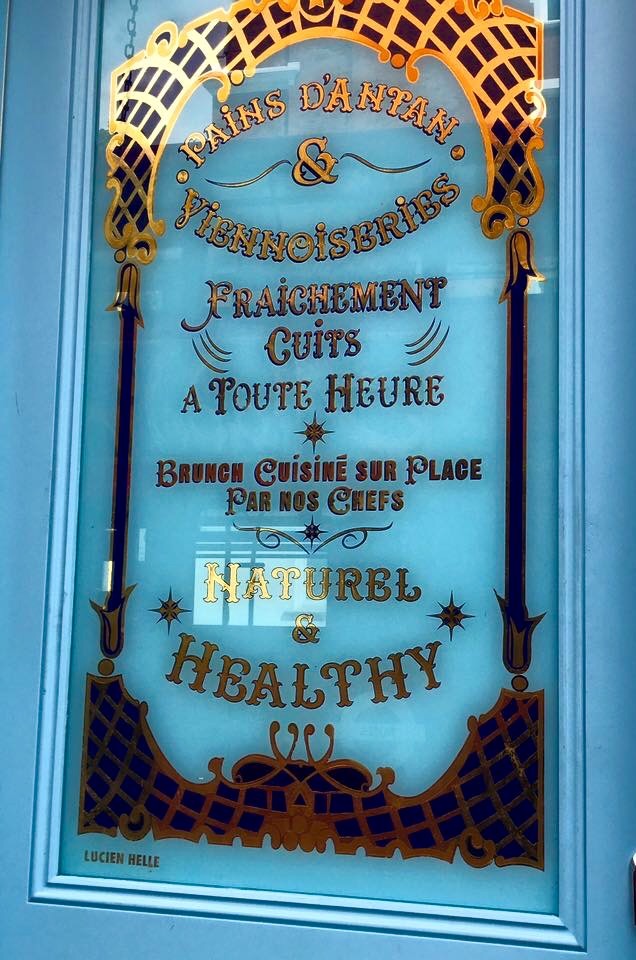 PAINS D'ANTAN
&
VIENNOISERIES
FRAICHEMENT
CUITS
A TOUTE HEURE
BRUNCH CUISINÉ SUR PLACE
PAR NOS CHEFS
NATUREL
&
HEALTHY
LUCIEN HELLE